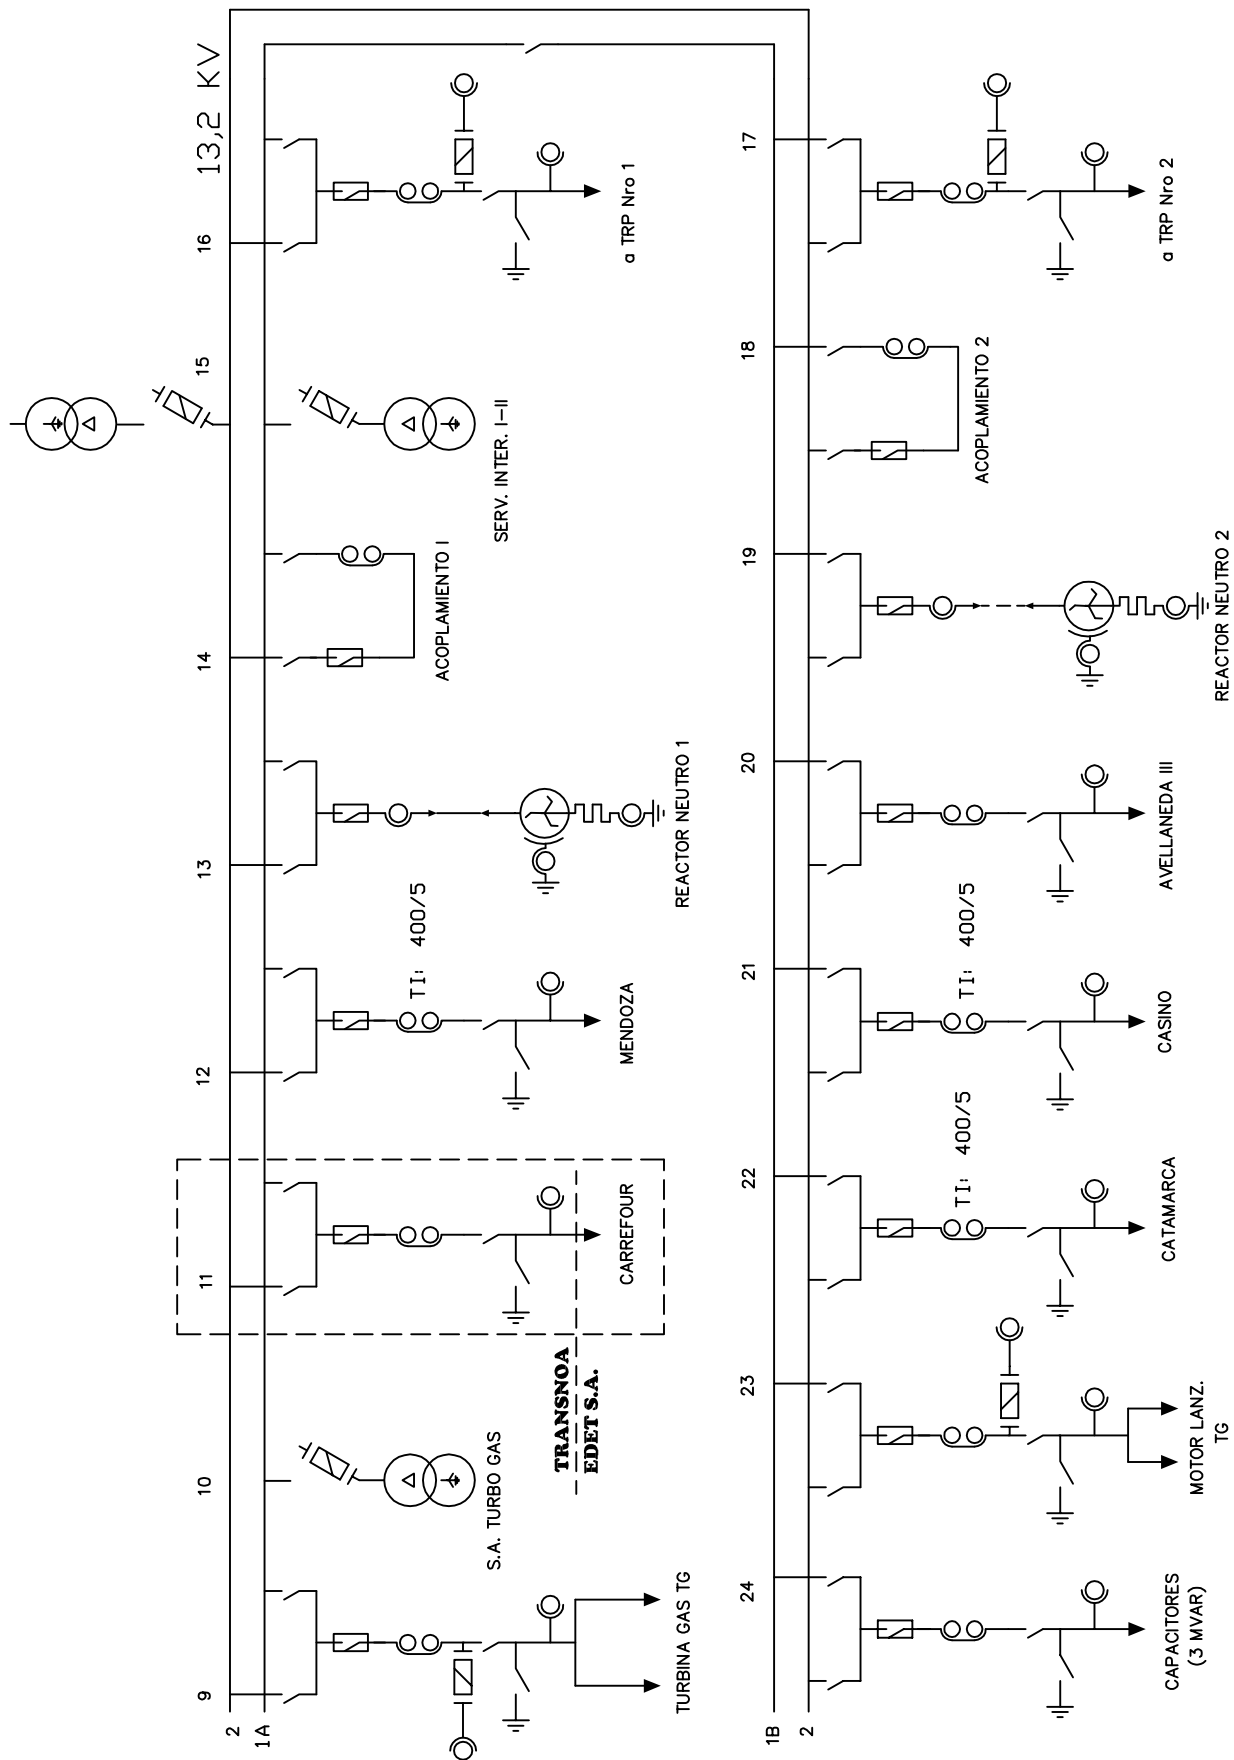 13,2 KV
9
10
11
12
13
14
15
16
2
1A
TI: 400/5
ACOPLAMIENTO I
SERV. INTER. I-II
S.A. TURBO GAS
TRANSNOA
EDET S.A.
CARREFOUR
MENDOZA
a TRP Nro 1
TURBINA GAS TG
REACTOR NEUTRO 1
24
23
22
21
20
19
18
17
1B
2
TI: 400/5
TI: 400/5
ACOPLAMIENTO 2
CAPACITORES
(3 MVAR)
MOTOR LANZ.
TG
CATAMARCA
CASINO
AVELLANEDA III
REACTOR NEUTRO 2
a TRP Nro 2